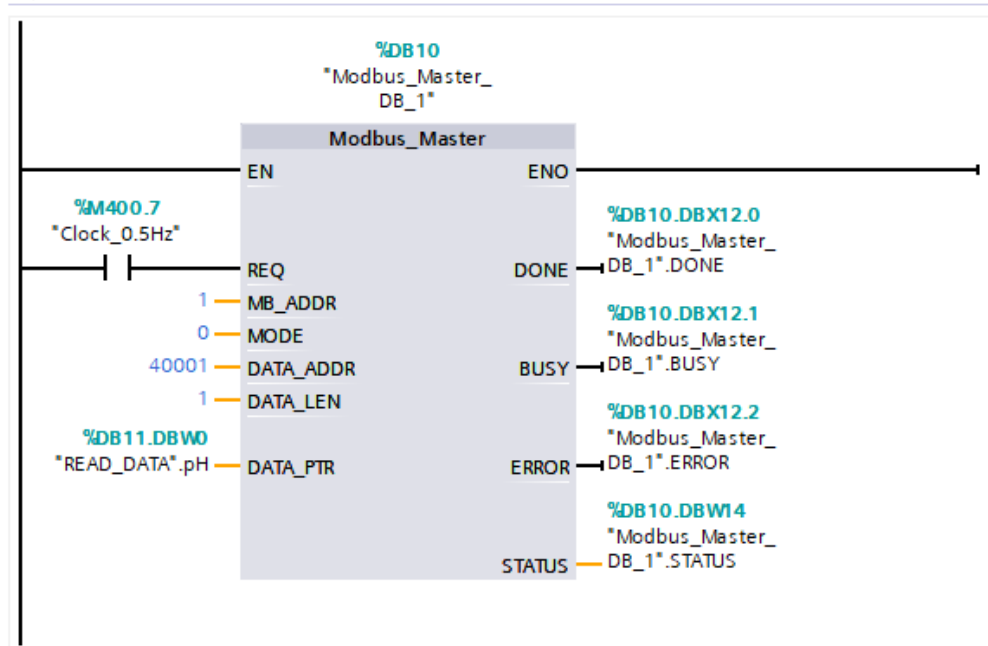 %DB10
"Modbus_Master_
DB_1"
Modbus_Master
EN
ENO
%M400.7
"Clock_0.5Hz"
REQ
%DB10.DBX12.0
"Modbus_Master_
DB_1".DONE
DONE
1
MB_ADDR
0
MODE
%DB10.DBX12.1
"Modbus_Master_
DB_1".BUSY
BUSY
40001
DATA_ADDR
1
DATA_LEN
%DB10.DBX12.2
"Modbus_Master_
DB_1".ERROR
ERROR
%DB11.DBW0
"READ_DATA".pH
DATA_PTR
%DB10.DBW14
"Modbus_Master_
DB_1".STATUS
STATUS